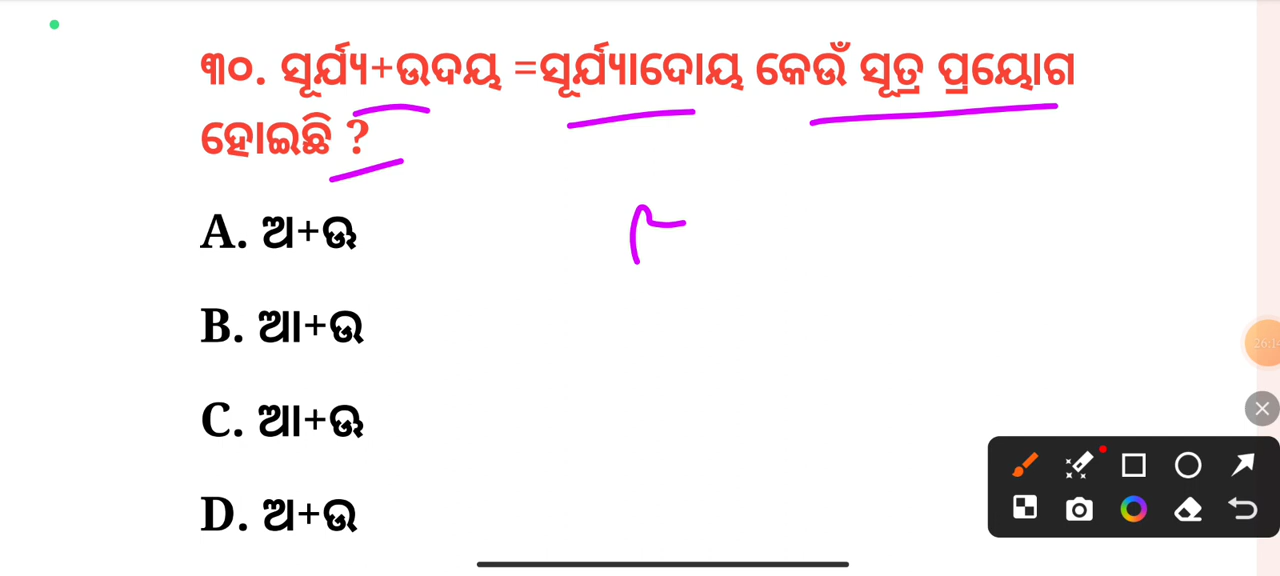 ୩୦. ସୂର୍ଯ୍ୟ+ଉଦୟ =ସୂର୍ଯ୍ୟାଦୋୟ କେଉଁ ସୂତ୍ର ପ୍ରୟୋଗ
ହୋଇଛି ?
A. ଅ+ଊ
B. ଆ+ଉ
C. ଆ+ଊ
D. ଅ+ଉ